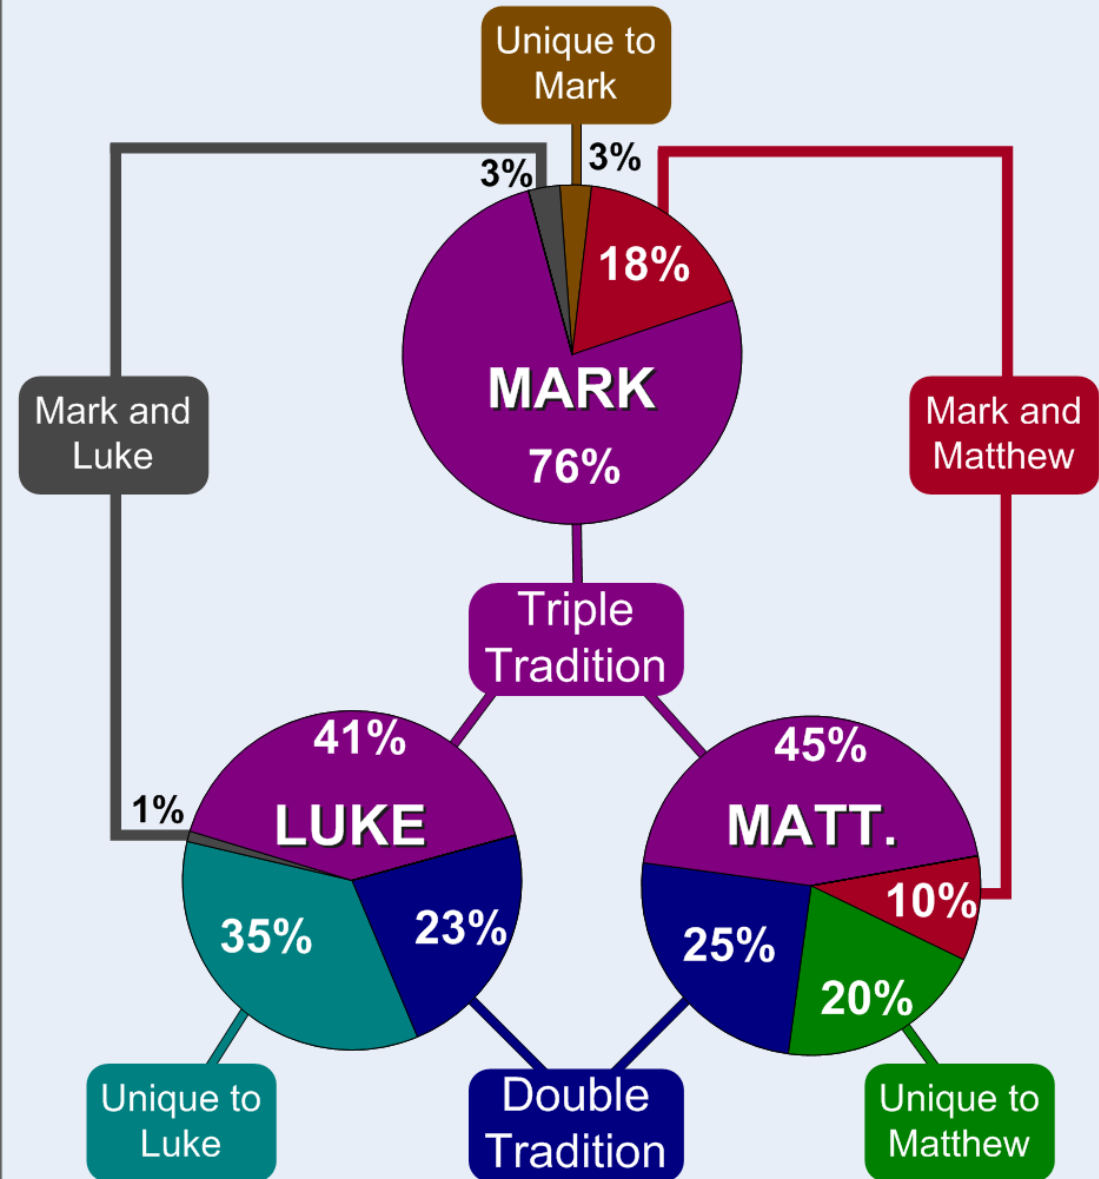 Unique to
Mark
3%
3%
18%
MARK
76%
Mark and
Luke
Mark and
Matthew
Triple
Tradition
41%
LUKE
1%
35%
23%
45%
MATT.
10%
25%
20%
Unique to
Luke
Double
Tradition
Unique to
Matthew